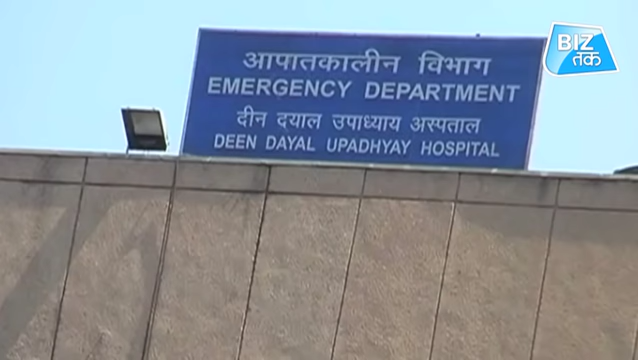 BIZ
तक
आपातकालीन विभाग
EMERGENCY DEPARTMENT
दीन दयाल उपाध्याय अस्पताल
DEEN DAYAL UPADHYAY HOSPITAL